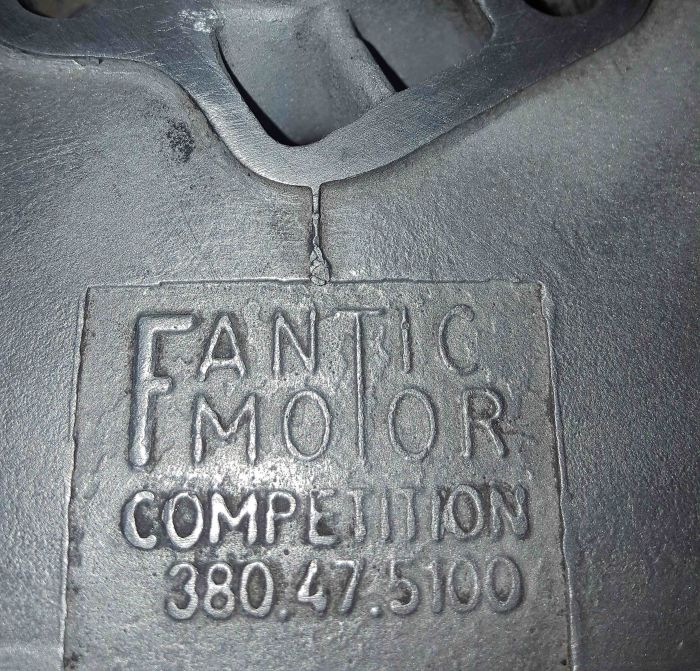 FANTIC
MOTOR
COMPETITION
380.47.5100